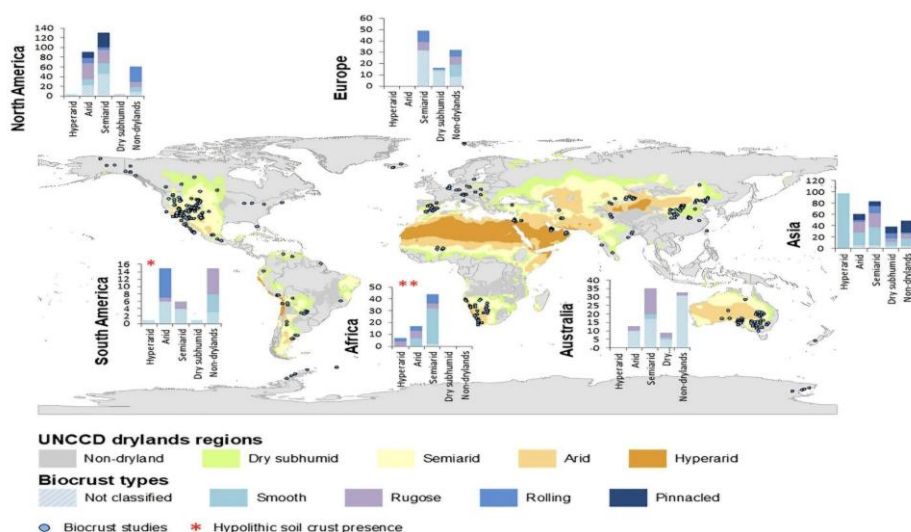 North America
140
120
100
80
60
40
20
0
Hyperarid
Arid
Semiarid
Dry subhumid
Non-drylands
Europe
60
50
40
30
20
10
0
Hyperarid
Arid
Semiarid
Dry subhumid
Non-drylands
Asia
120
100
80
60
40
20
0
Hyperarid
Arid
Semiarid
Dry subhumid
Non-drylands
South America
16
14
12
10
8
6
4
2
0
*
Hyperarid
Arid
Semiarid
Dry subhumid
Non-drylands
Africa
50
40
30
20
10
0
**
Hyperarid
Arid
Semiarid
Dry subhumid
Non-drylands
Australia
40
35
30
25
20
15
10
5
0
Hyperarid
Arid
Semiarid
Dry
Non-drylands
UNCCD drylands regions
Non-dryland Dry subhumid Semiarid Arid Hyperarid
Biocrust types
Not classified Smooth Rugose Rolling Pinnacled
Biocrust studies * Hypolithic soil crust presence